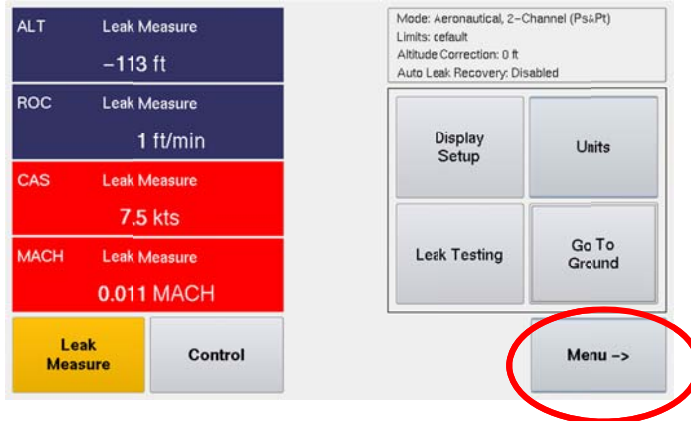 ALT Leak Measure
-113 ft
ROC Leak Measure
1 ft/min
CAS Leak Measure
7.5 kts
MACH Leak Measure
0.011 MACH
Leak
Measure
Control
Mode: Aeronautical, 2-Channel (Ps&Pt)
Limits: cefault
Altitude Correction: 0 ft
Auto Leak Recovery: Disabled
Display
Setup
Units
Leak Testing
Go To
Ground
Menu ->